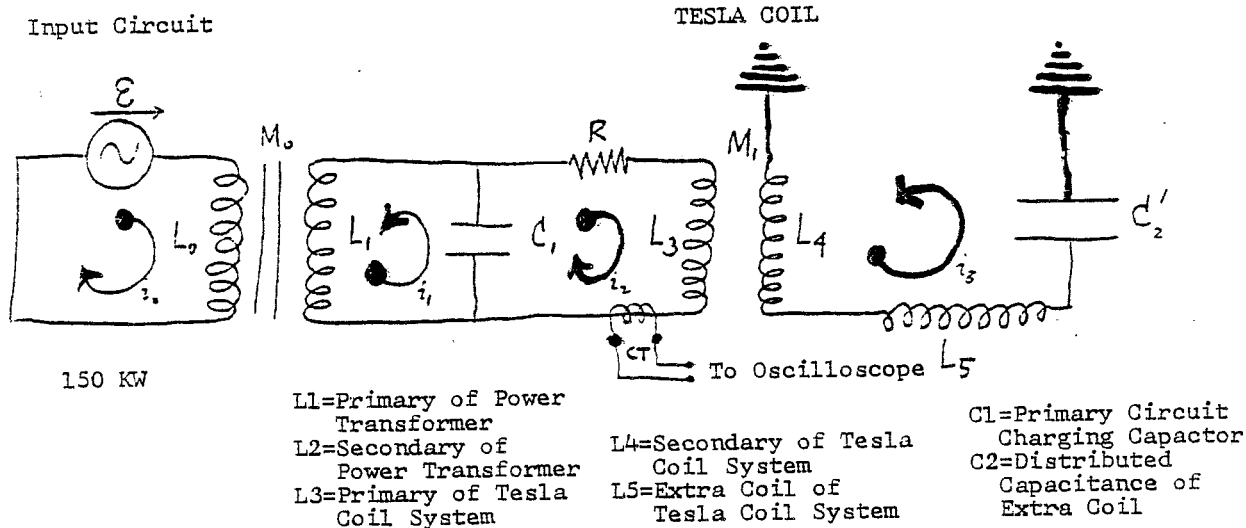 Input Circuit
TESLA COIL
ε
M₀
L₀
i₀
L₁
i₁
C₁
R
i₂
L₃
M₁
L₄
i₃
C₂'
CT
L5
To Oscilloscope
150 KW
L1=Primary of Power
Transformer
L2=Secondary of
Power Transformer
L3=Primary of Tesla
Coil System
L4=Secondary of Tesla
Coil System
L5=Extra Coil of
Tesla Coil System
C1=Primary Circuit
Charging Capactor
C2=Distributed
Capacitance of
Extra Coil